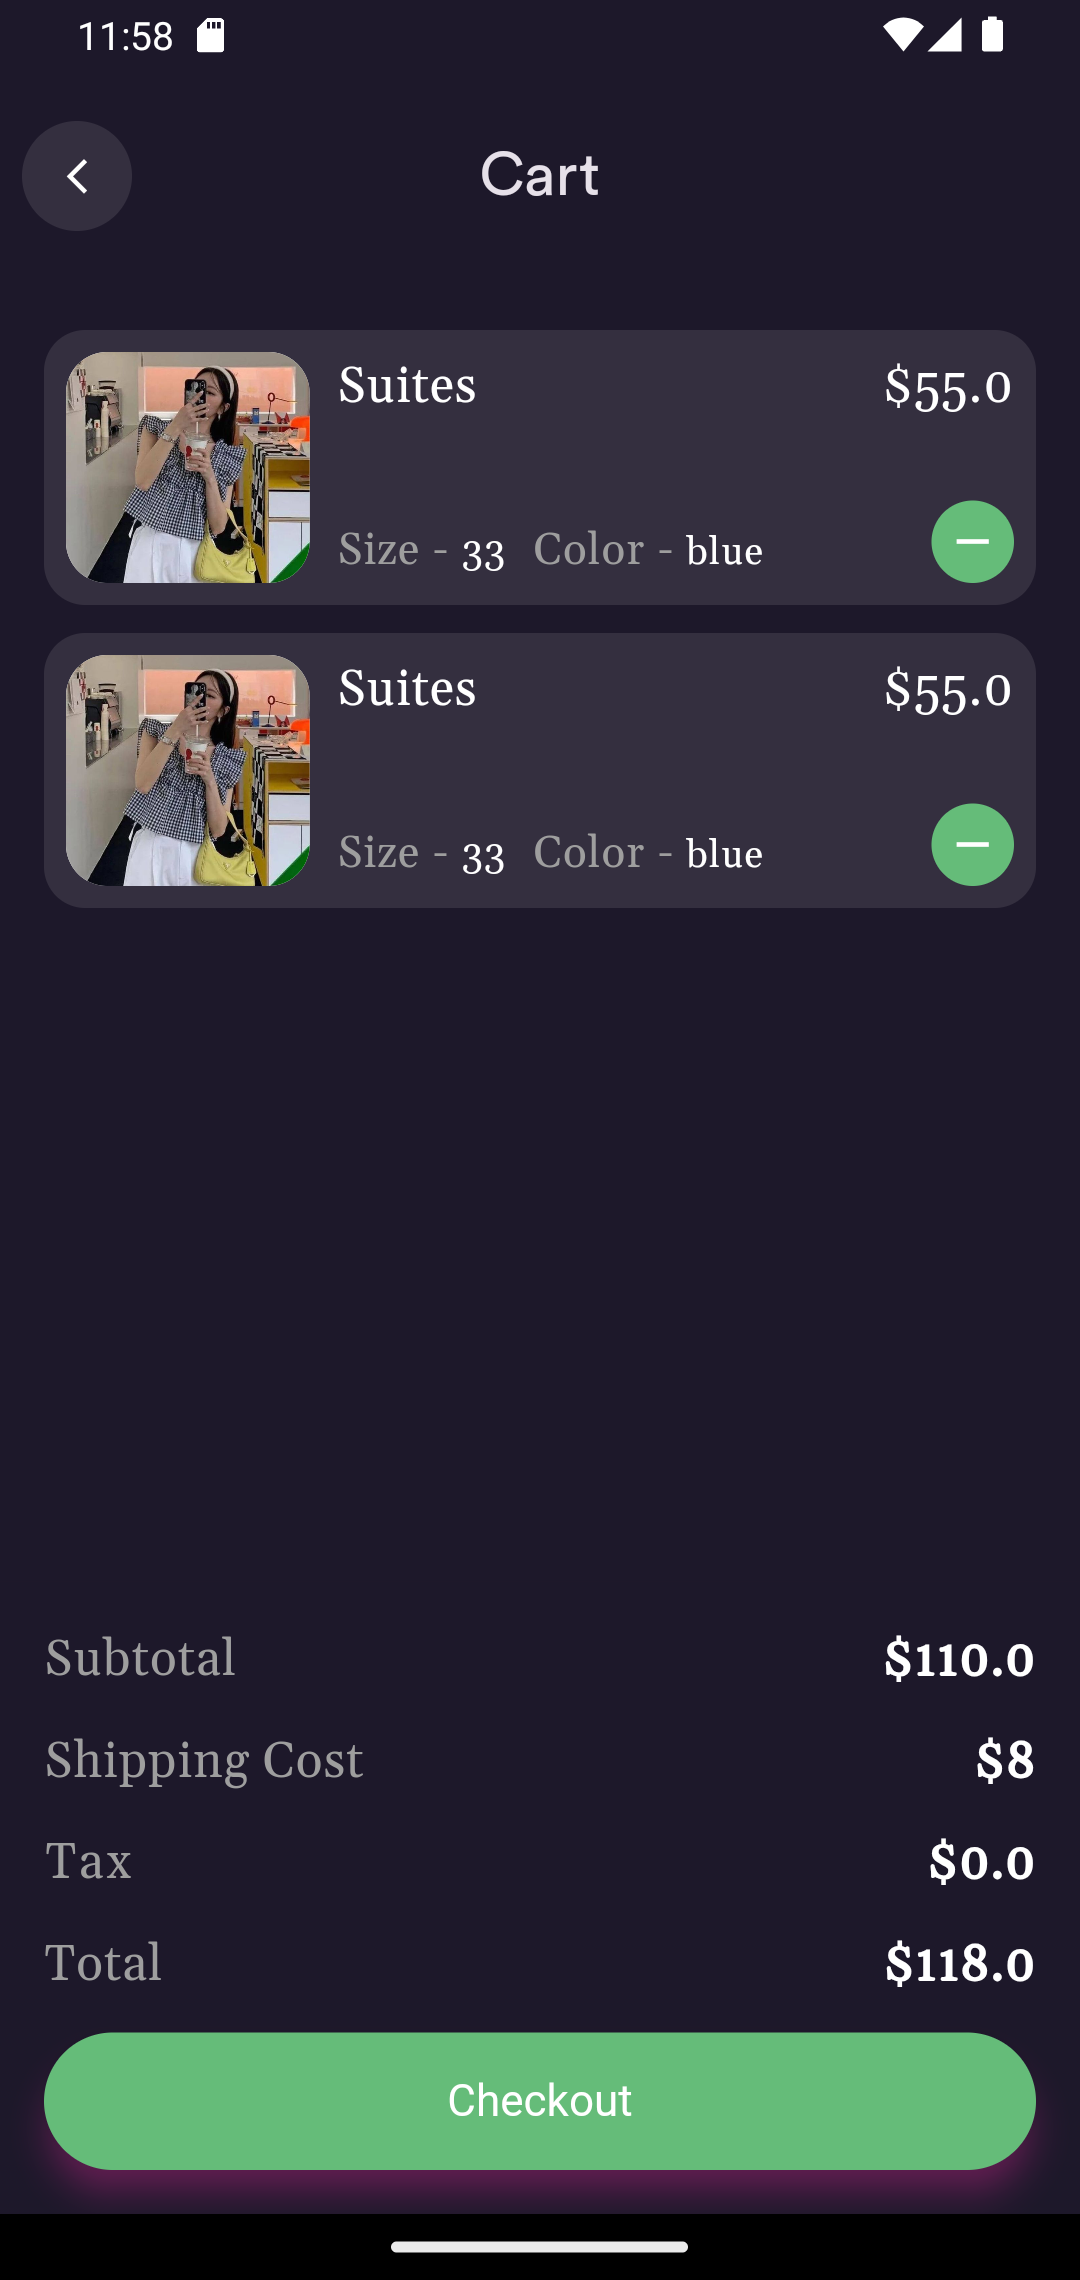 11:58
Cart
Suites $55.0
Size - 33 Color - blue
Suites $55.0
Size - 33 Color - blue
Subtotal $110.0
Shipping Cost $8
Tax $0.0
Total $118.0
Checkout